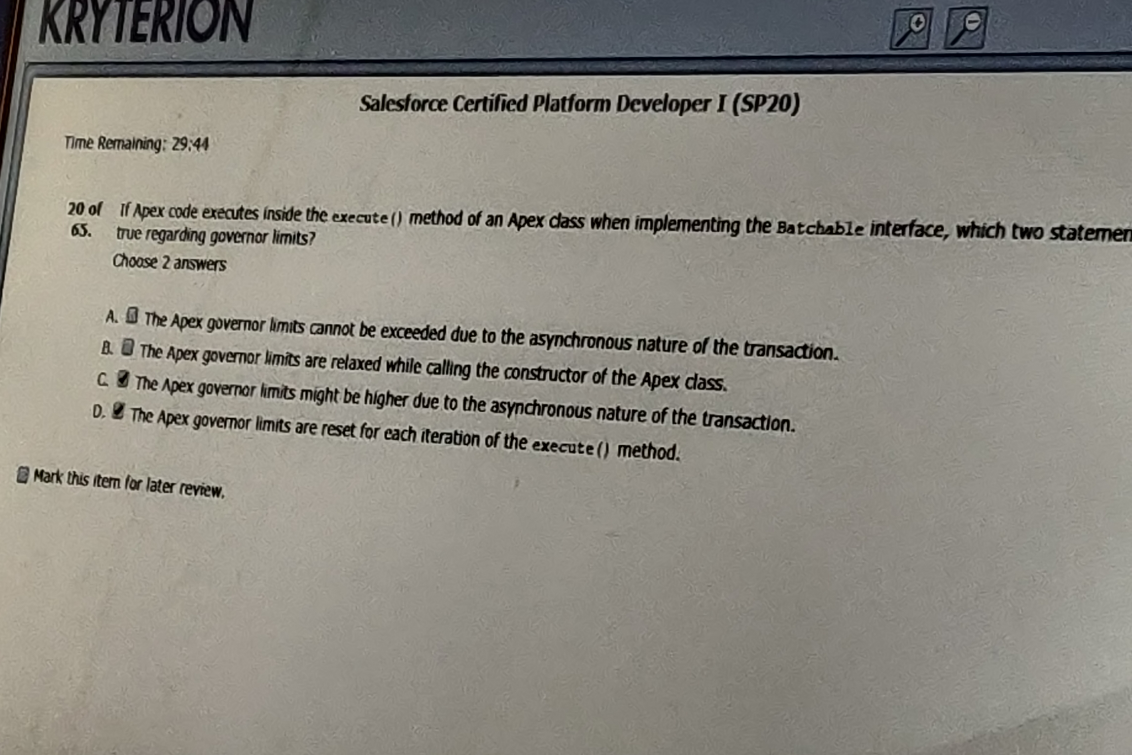 KRYTERION
Salesforce Certified Platform Developer I (SP20)
Time Remaining: 29:44
20 of 65. If Apex code executes inside the execute() method of an Apex class when implementing the Batchable interface, which two statemen
true regarding governor limits?
Choose 2 answers
A. The Apex governor limits cannot be exceeded due to the asynchronous nature of the transaction.
B. The Apex governor limits are relaxed while calling the constructor of the Apex class.
C. The Apex governor limits might be higher due to the asynchronous nature of the transaction.
D. The Apex governor limits are reset for each iteration of the execute() method.
Mark this item for later review.